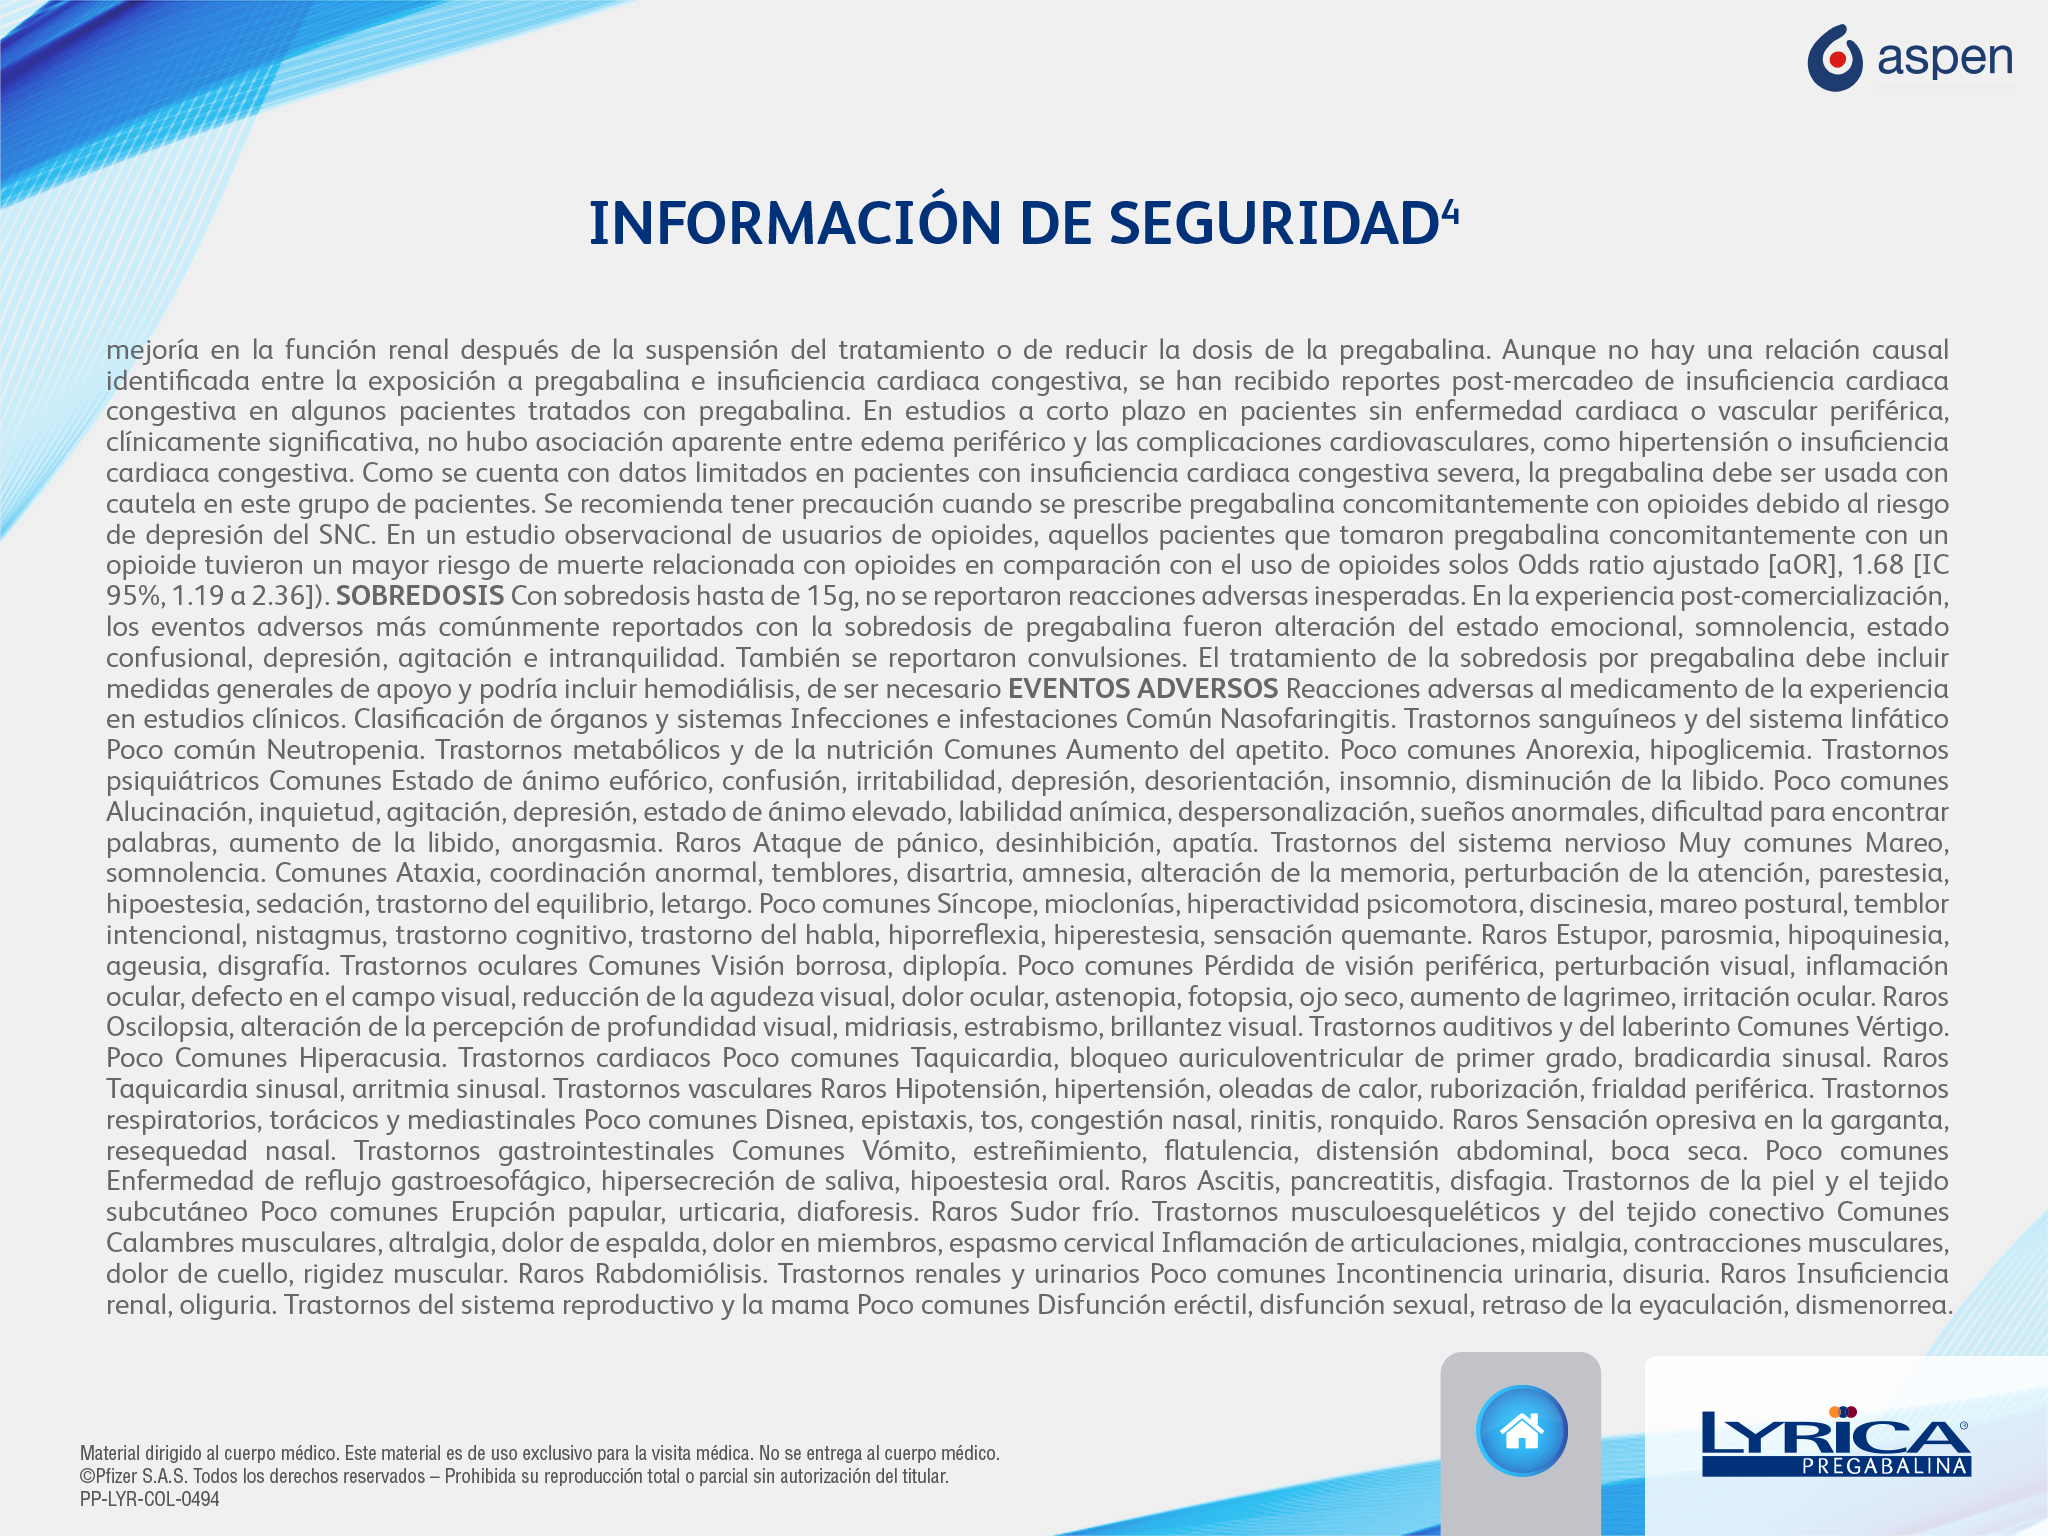 aspen
INFORMACIÓN DE SEGURIDAD⁴
mejoría en la función renal después de la suspensión del tratamiento o de reducir la dosis de la pregabalina. Aunque no hay una relación causal
identificada entre la exposición a pregabalina e insuficiencia cardiaca congestiva, se han recibido reportes post-mercadeo de insuficiencia cardiaca
congestiva en algunos pacientes tratados con pregabalina. En estudios a corto plazo en pacientes sin enfermedad cardiaca o vascular periférica,
clínicamente significativa, no hubo asociación aparente entre edema periférico y las complicaciones cardiovasculares, como hipertensión o insuficiencia
cardiaca congestiva. Como se cuenta con datos limitados en pacientes con insuficiencia cardiaca congestiva severa, la pregabalina debe ser usada con
cautela en este grupo de pacientes. Se recomienda tener precaución cuando se prescribe pregabalina concomitantemente con opioides debido al riesgo
de depresión del SNC. En un estudio observacional de usuarios de opioides, aquellos pacientes que tomaron pregabalina concomitantemente con un
opioide tuvieron un mayor riesgo de muerte relacionada con opioides en comparación con el uso de opioides solos Odds ratio ajustado [aOR], 1.68 [IC
95%, 1.19 a 2.36]). SOBREDOSIS Con sobredosis hasta de 15g, no se reportaron reacciones adversas inesperadas. En la experiencia post-comercialización,
los eventos adversos más comúnmente reportados con la sobredosis de pregabalina fueron alteración del estado emocional, somnolencia, estado
confusional, depresión, agitación e intranquilidad. También se reportaron convulsiones. El tratamiento de la sobredosis por pregabalina debe incluir
medidas generales de apoyo y podría incluir hemodiálisis, de ser necesario EVENTOS ADVERSOS Reacciones adversas al medicamento de la experiencia
en estudios clínicos. Clasificación de órganos y sistemas Infecciones e infestaciones Común Nasofaringitis. Trastornos sanguíneos y del sistema linfático
Poco común Neutropenia. Trastornos metabólicos y de la nutrición Comunes Aumento del apetito. Poco comunes Anorexia, hipoglicemia. Trastornos
psiquiátricos Comunes Estado de ánimo eufórico, confusión, irritabilidad, depresión, desorientación, insomnio, disminución de la libido. Poco comunes
Alucinación, inquietud, agitación, depresión, estado de ánimo elevado, labilidad anímica, despersonalización, sueños anormales, dificultad para encontrar
palabras, aumento de la libido, anorgasmia. Raros Ataque de pánico, desinhibición, apatía. Trastornos del sistema nervioso Muy comunes Mareo,
somnolencia. Comunes Ataxia, coordinación anormal, temblores, disartria, amnesia, alteración de la memoria, perturbación de la atención, parestesia,
hipoestesia, sedación, trastorno del equilibrio, letargo. Poco comunes Síncope, mioclonías, hiperactividad psicomotora, discinesia, mareo postural, temblor
intencional, nistagmus, trastorno cognitivo, trastorno del habla, hiporreflexia, hiperestesia, sensación quemante. Raros Estupor, parosmia, hipoquinesia,
ageusia, disgrafía. Trastornos oculares Comunes Visión borrosa, diplopía. Poco comunes Pérdida de visión periférica, perturbación visual, inflamación
ocular, defecto en el campo visual, reducción de la agudeza visual, dolor ocular, astenopia, fotopsia, ojo seco, aumento de lagrimeo, irritación ocular. Raros
Oscilopsia, alteración de la percepción de profundidad visual, midriasis, estrabismo, brillantez visual. Trastornos auditivos y del laberinto Comunes Vértigo.
Poco Comunes Hiperacusia. Trastornos cardiacos Poco comunes Taquicardia, bloqueo auriculoventricular de primer grado, bradicardia sinusal. Raros
Taquicardia sinusal, arritmia sinusal. Trastornos vasculares Raros Hipotensión, hipertensión, oleadas de calor, ruborización, frialdad periférica. Trastornos
respiratorios, torácicos y mediastinales Poco comunes Disnea, epistaxis, tos, congestión nasal, rinitis, ronquido. Raros Sensación opresiva en la garganta,
resequedad nasal. Trastornos gastrointestinales Comunes Vómito, estreñimiento, flatulencia, distensión abdominal, boca seca. Poco comunes
Enfermedad de reflujo gastroesofágico, hipersecreción de saliva, hipoestesia oral. Raros Ascitis, pancreatitis, disfagia. Trastornos de la piel y el tejido
subcutáneo Poco comunes Erupción papular, urticaria, diaforesis. Raros Sudor frío. Trastornos musculoesqueléticos y del tejido conectivo Comunes
Calambres musculares, altralgia, dolor de espalda, dolor en miembros, espasmo cervical Inflamación de articulaciones, mialgia, contracciones musculares,
dolor de cuello, rigidez muscular. Raros Rabdomiólisis. Trastornos renales y urinarios Poco comunes Incontinencia urinaria, disuria. Raros Insuficiencia
renal, oliguria. Trastornos del sistema reproductivo y la mama Poco comunes Disfunción eréctil, disfunción sexual, retraso de la eyaculación, dismenorrea.
Material dirigido al cuerpo médico. Este material es de uso exclusivo para la visita médica. No se entrega al cuerpo médico.
©Pfizer S.A.S. Todos los derechos reservados – Prohibida su reproducción total o parcial sin autorización del titular.
PP-LYR-COL-0494
LYRICA®
PREGABALINA